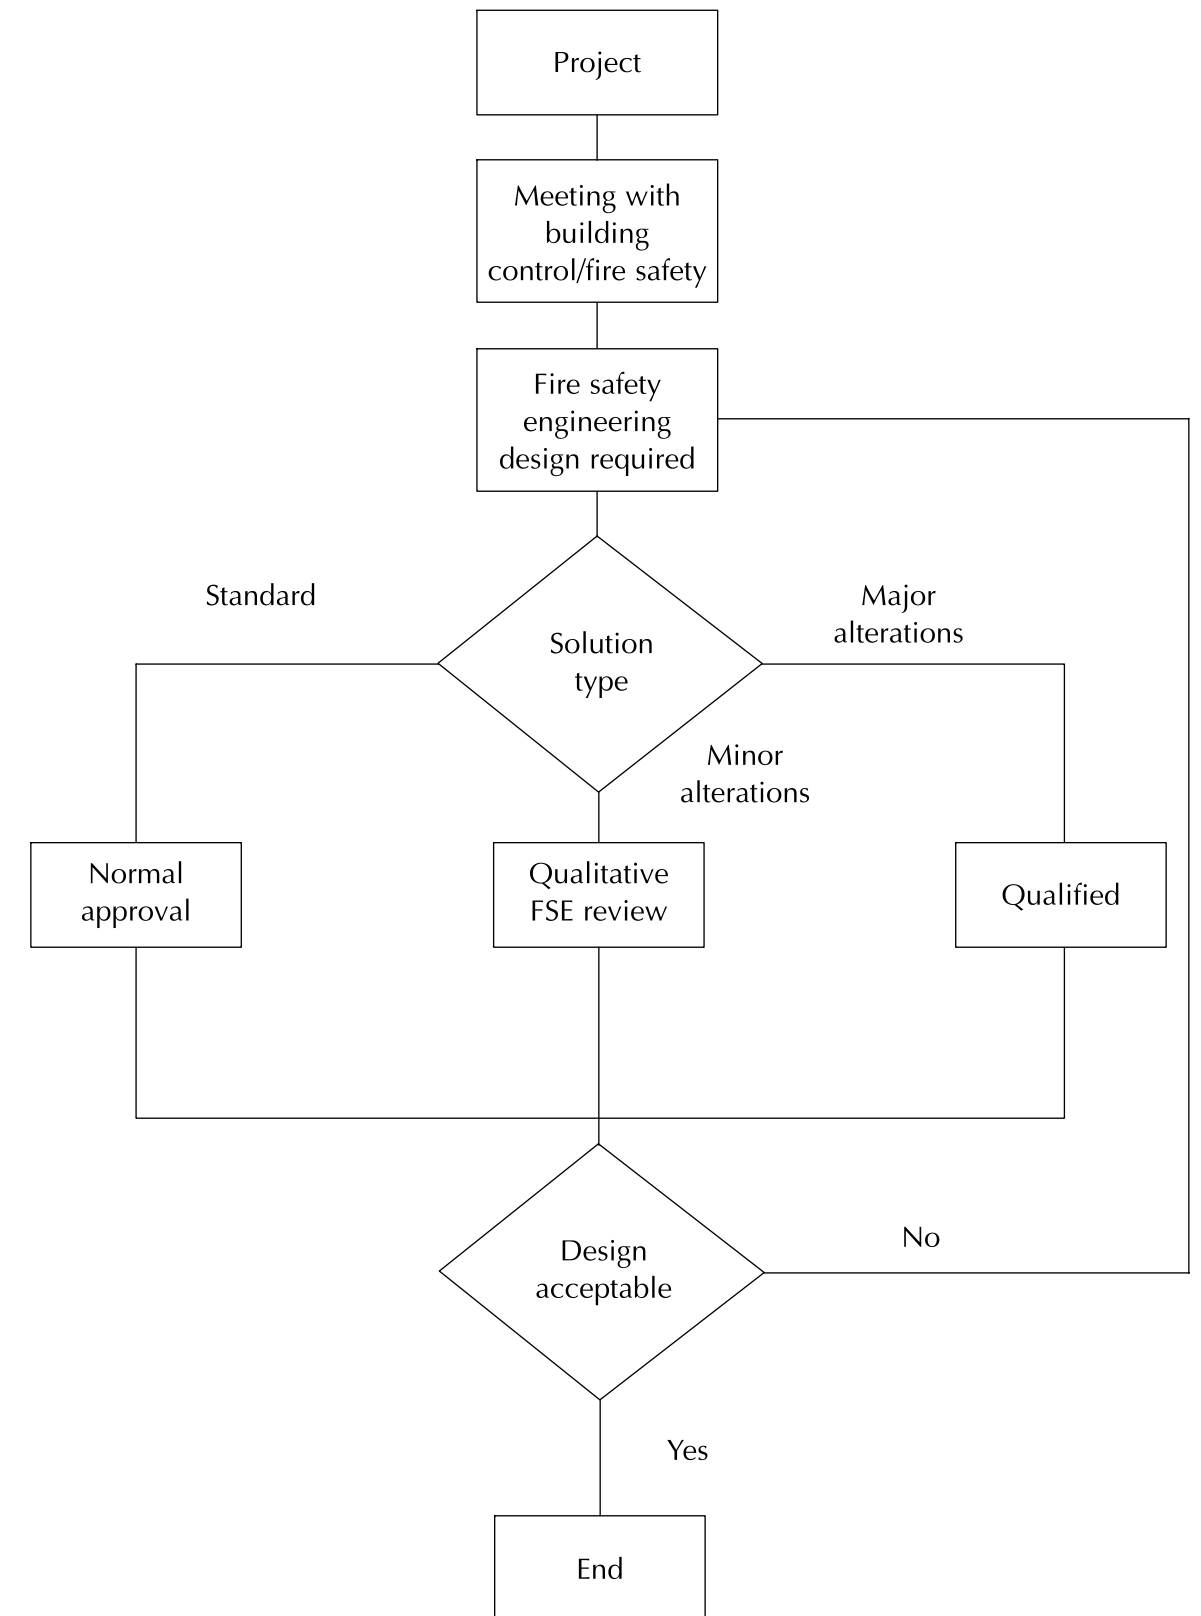 Project
Meeting with
building
control/fire safety
Fire safety
engineering
design required
Standard
Major
alterations
Solution
type
Minor
alterations
Normal
approval
Qualitative
FSE review
Qualified
No
Design
acceptable
Yes
End